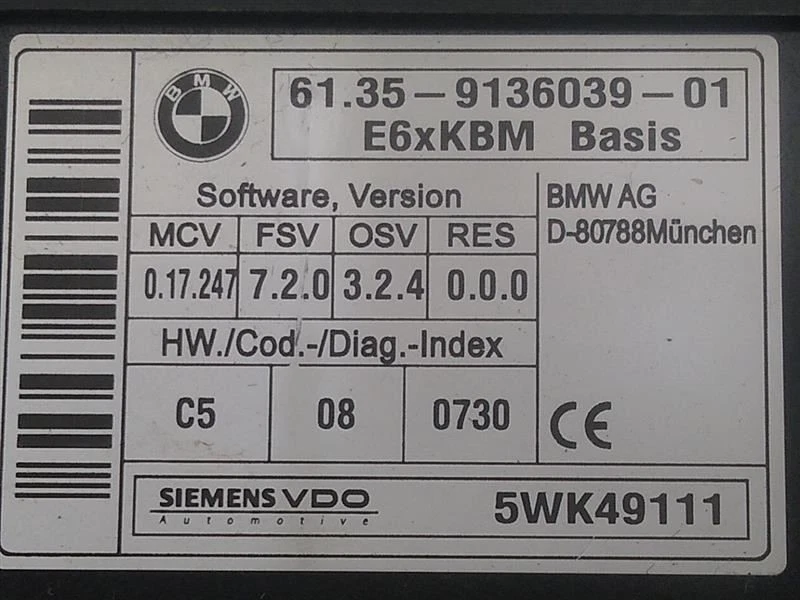 BMW
61.35-9136039-01
E6xKBM Basis
Software, Version
MCV FSV OSV RES
0.17.247 7.2.0 3.2.4 0.0.0
HW./Cod.-/Diag.-Index
C5 08 0730
BMW AG
D-80788München
CE
SIEMENS VDO
Automotive
5WK49111